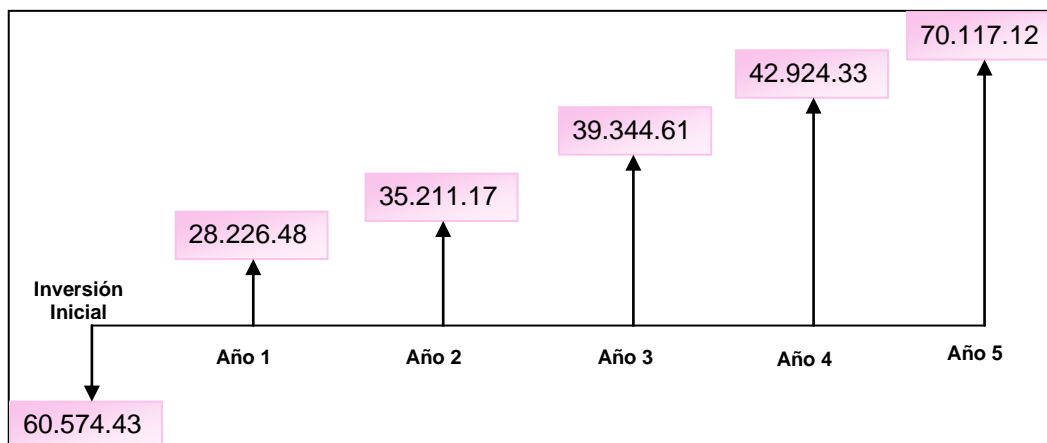 70.117.12
42.924.33
39.344.61
35.211.17
28.226.48
Inversión
Inicial
Año 1
Año 2
Año 3
Año 4
Año 5
60.574.43